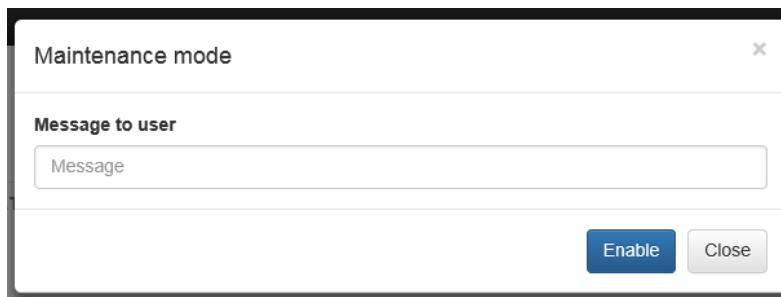 Maintenance mode
×
Message to user
Message
Enable
Close